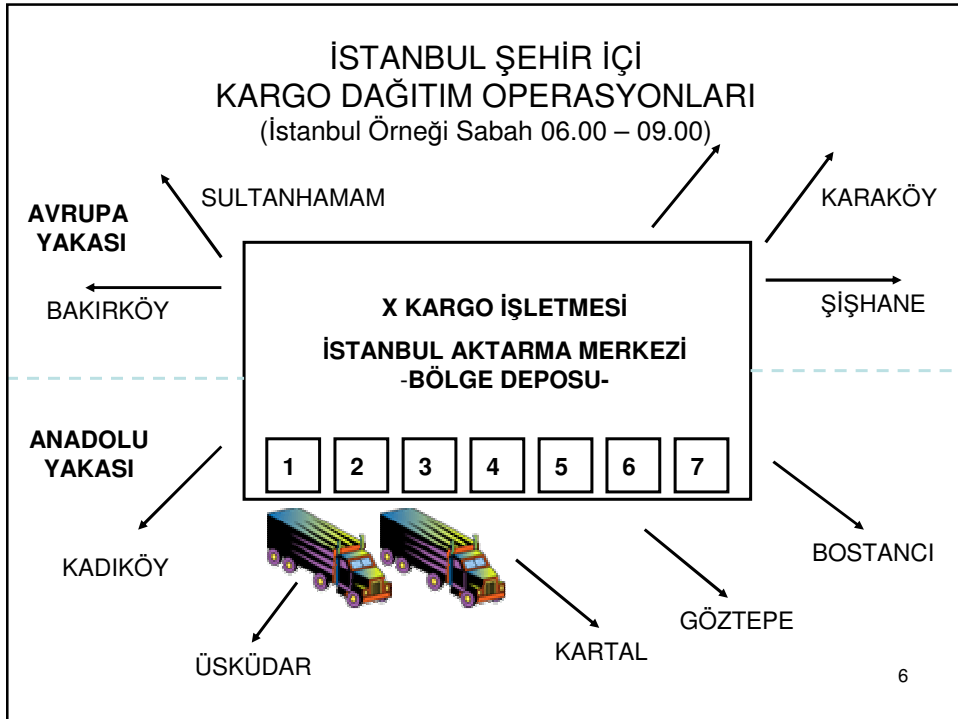 İSTANBUL ŞEHİR İÇİ
KARGO DAĞITIM OPERASYONLARI
(İstanbul Örneği Sabah 06.00 – 09.00)
SULTANHAMAM
KARAKÖY
AVRUPA
YAKASI
BAKIRKÖY
ŞİŞHANE
X KARGO İŞLETMESİ
İSTANBUL AKTARMA MERKEZİ
-BÖLGE DEPOSU-
ANADOLU
YAKASI
1 2 3 4 5 6 7
KADIKÖY
BOSTANCI
GÖZTEPE
ÜSKÜDAR
KARTAL
6